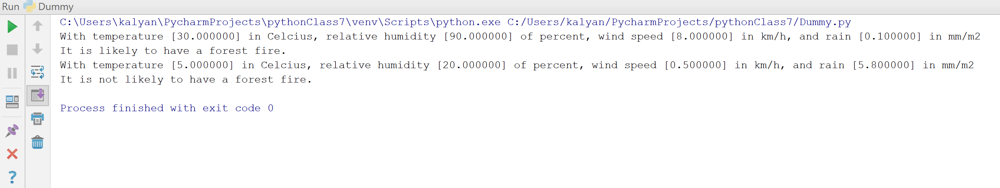 Run Dummy
C:\Users\kalyan\PycharmProjects\pythonClass7\venv\Scripts\python.exe C:/Users/kalyan/PycharmProjects/pythonClass7/Dummy.py
With temperature [30.000000] in Celcius, relative humidity [90.000000] of percent, wind speed [8.000000] in km/h, and rain [0.100000] in mm/m2
It is likely to have a forest fire.
With temperature [5.000000] in Celcius, relative humidity [20.000000] of percent, wind speed [0.500000] in km/h, and rain [5.800000] in mm/m2
It is not likely to have a forest fire.
Process finished with exit code 0